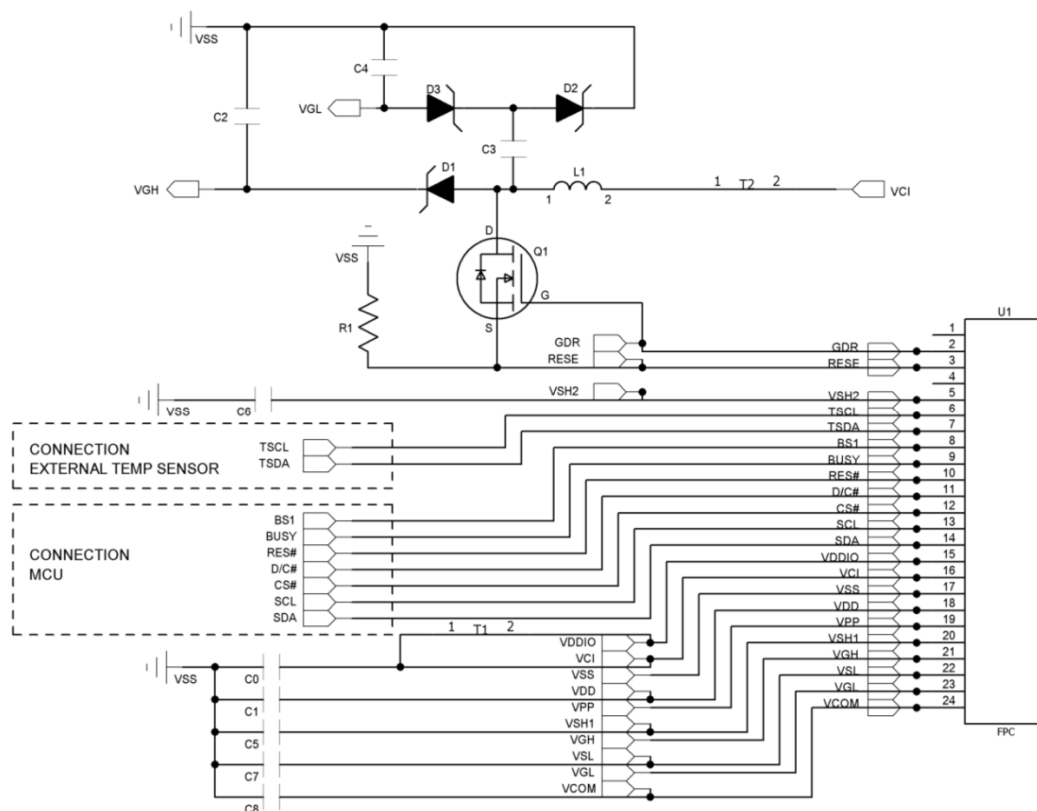 VSS
C4
D3
D2
VGL
C2
C3
D1
L1
VGH
1 2
1 T2 2
VCI
D
VSS
Q1
G
R1
S
U1
GDR
RESE
GDR
RESE
1
2
3
4
VSH2
VSS
C6
CONNECTION
EXTERNAL TEMP SENSOR
TSCL
TSDA
CONNECTION
MCU
BS1
BUSY
RES#
D/C#
CS#
SCL
SDA
VSH2 5
TSCL 6
TSDA 7
BS1 8
BUSY 9
RES# 10
D/C# 11
CS# 12
SCL 13
SDA 14
VDDIO 15
VCI 16
VSS 17
VDD 18
VPP 19
VSH1 20
VGH 21
VSL 22
VGL 23
VCOM 24
FPC
1 T1 2
VSS
C0
C1
C5
C7
C8
VDDIO
VCI
VSS
VDD
VPP
VSH1
VGH
VSL
VGL
VCOM